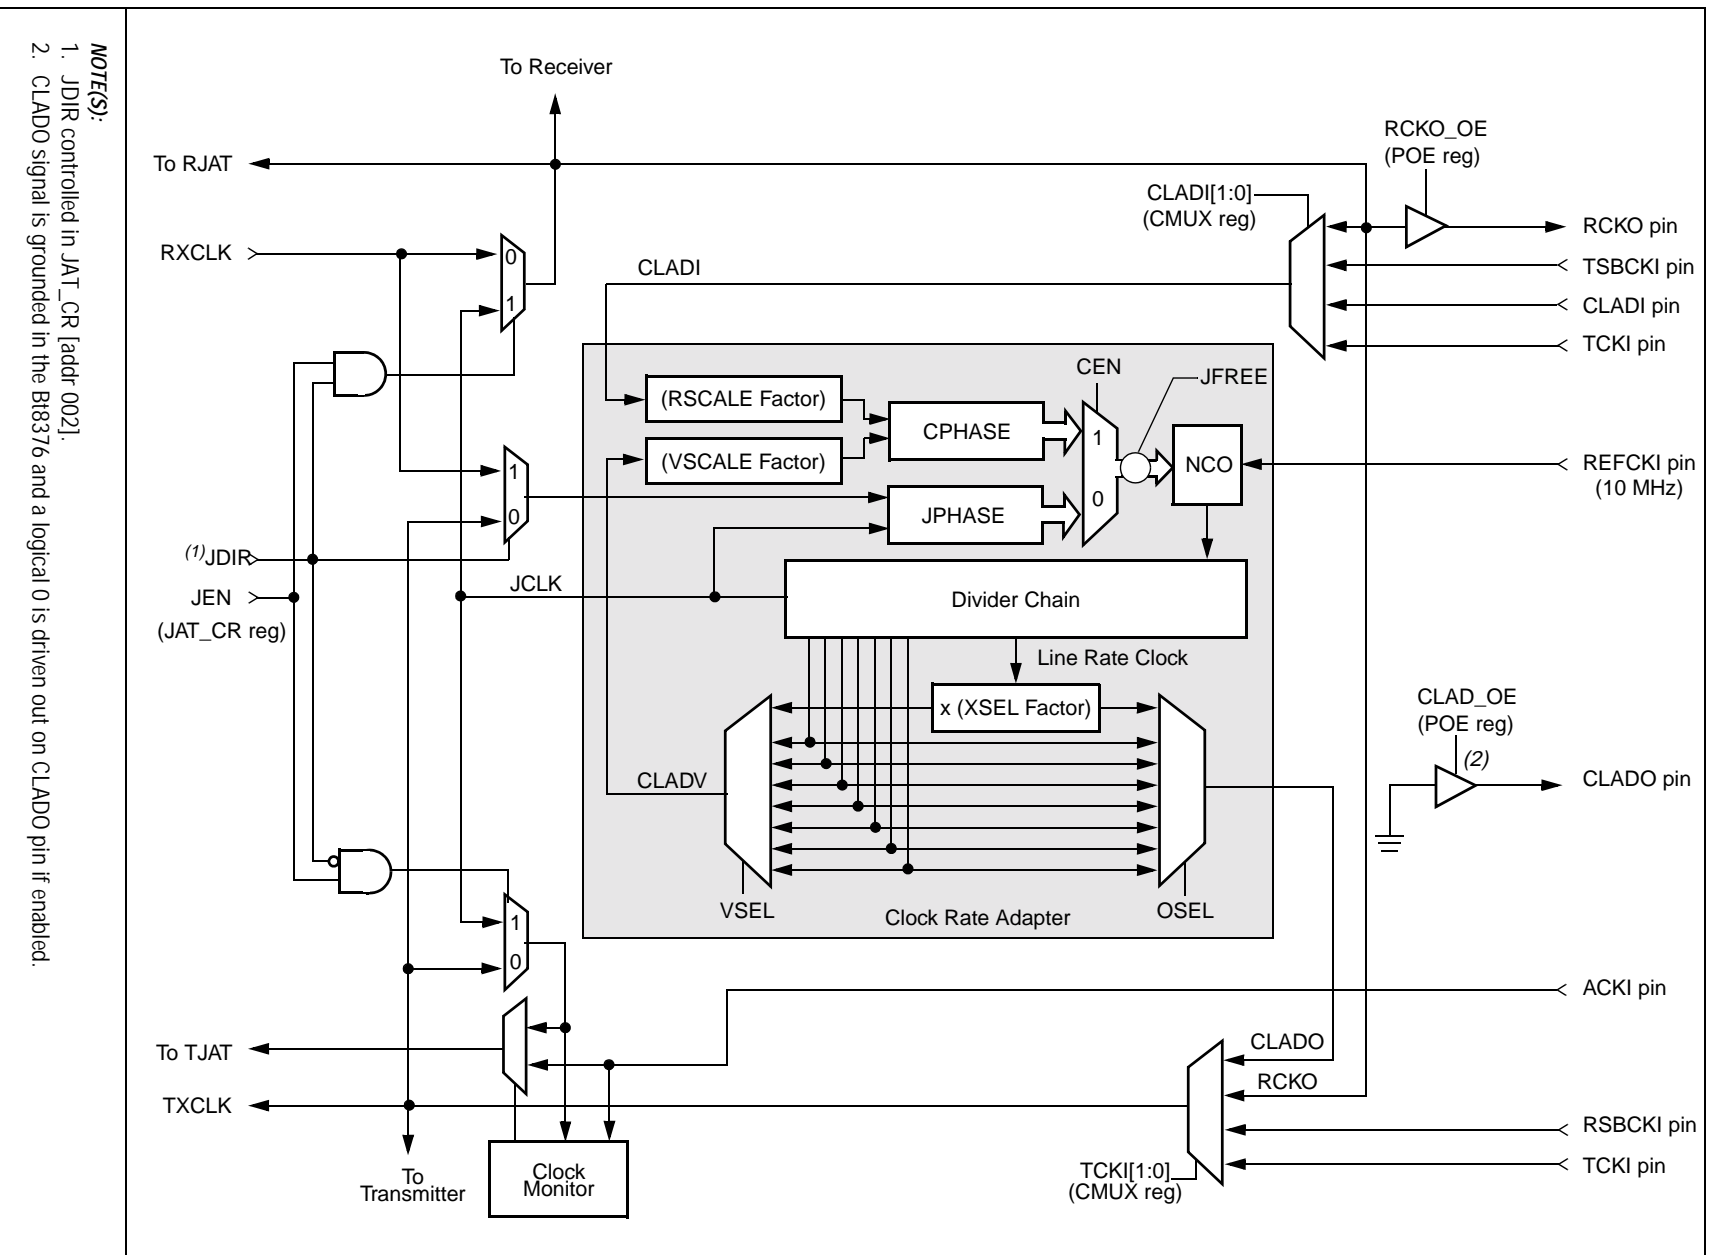 NOTE(S):
1. JDIR controlled in JAT_CR [addr 002].
2. CLADO signal is grounded in the Bt8376 and a logical 0 is driven out on CLADO pin if enabled.
To Receiver
To RJAT
RCKO_OE
(POE reg)
CLADI[1:0]
(CMUX reg)
RCKO pin
RXCLK
0
1
CLADI
TSBCKI pin
CLADI pin
TCKI pin
CEN
JFREE
(RSCALE Factor)
CPHASE
1
0
(VSCALE Factor)
NCO
REFCKI pin
(10 MHz)
1
0
JPHASE
(1)JDIR
JEN
(JAT_CR reg)
JCLK
Divider Chain
Line Rate Clock
x (XSEL Factor)
CLAD_OE
(POE reg)
(2)
CLADO pin
CLADV
VSEL
OSEL
Clock Rate Adapter
1
0
ACKI pin
To TJAT
CLADO
RCKO
TXCLK
RSBCKI pin
TCKI pin
To
Transmitter
Clock
Monitor
TCKI[1:0]
(CMUX reg)